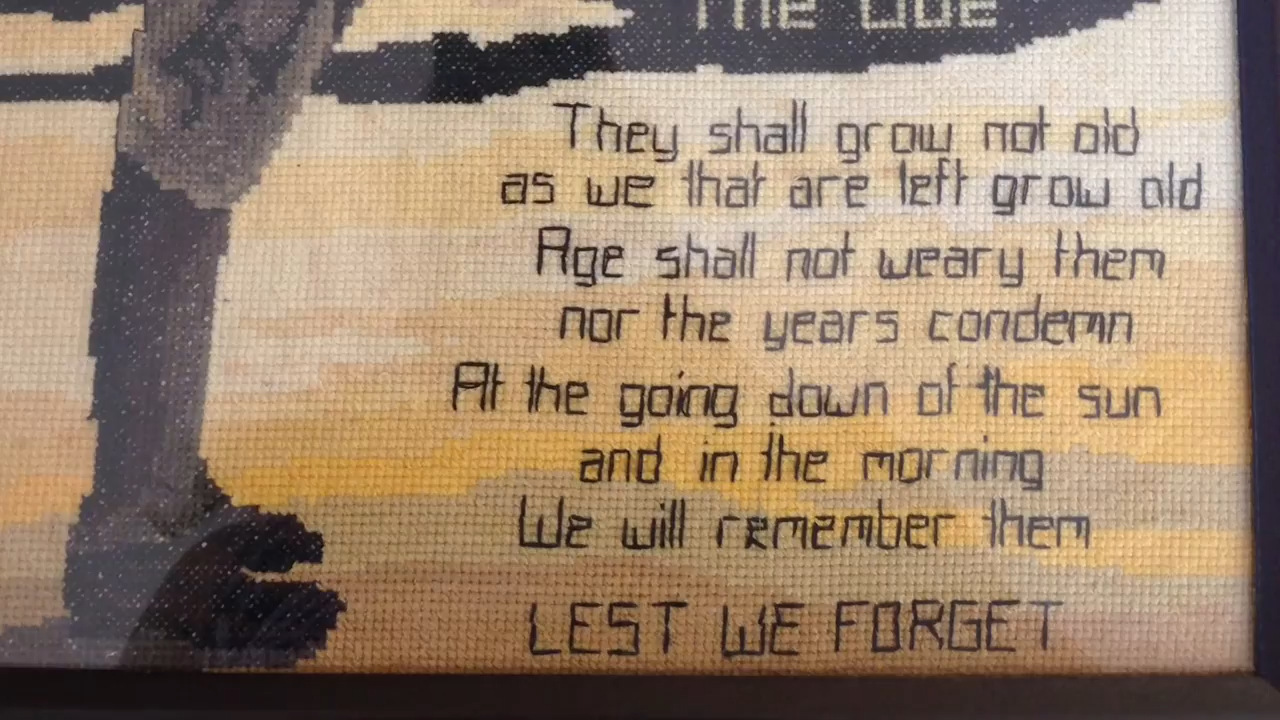 The Ode
They shall grow not old
as we that are left grow old
Age shall not weary them
nor the years condemn
At the going down of the sun
and in the morning
We will remember them
LEST WE FORGET